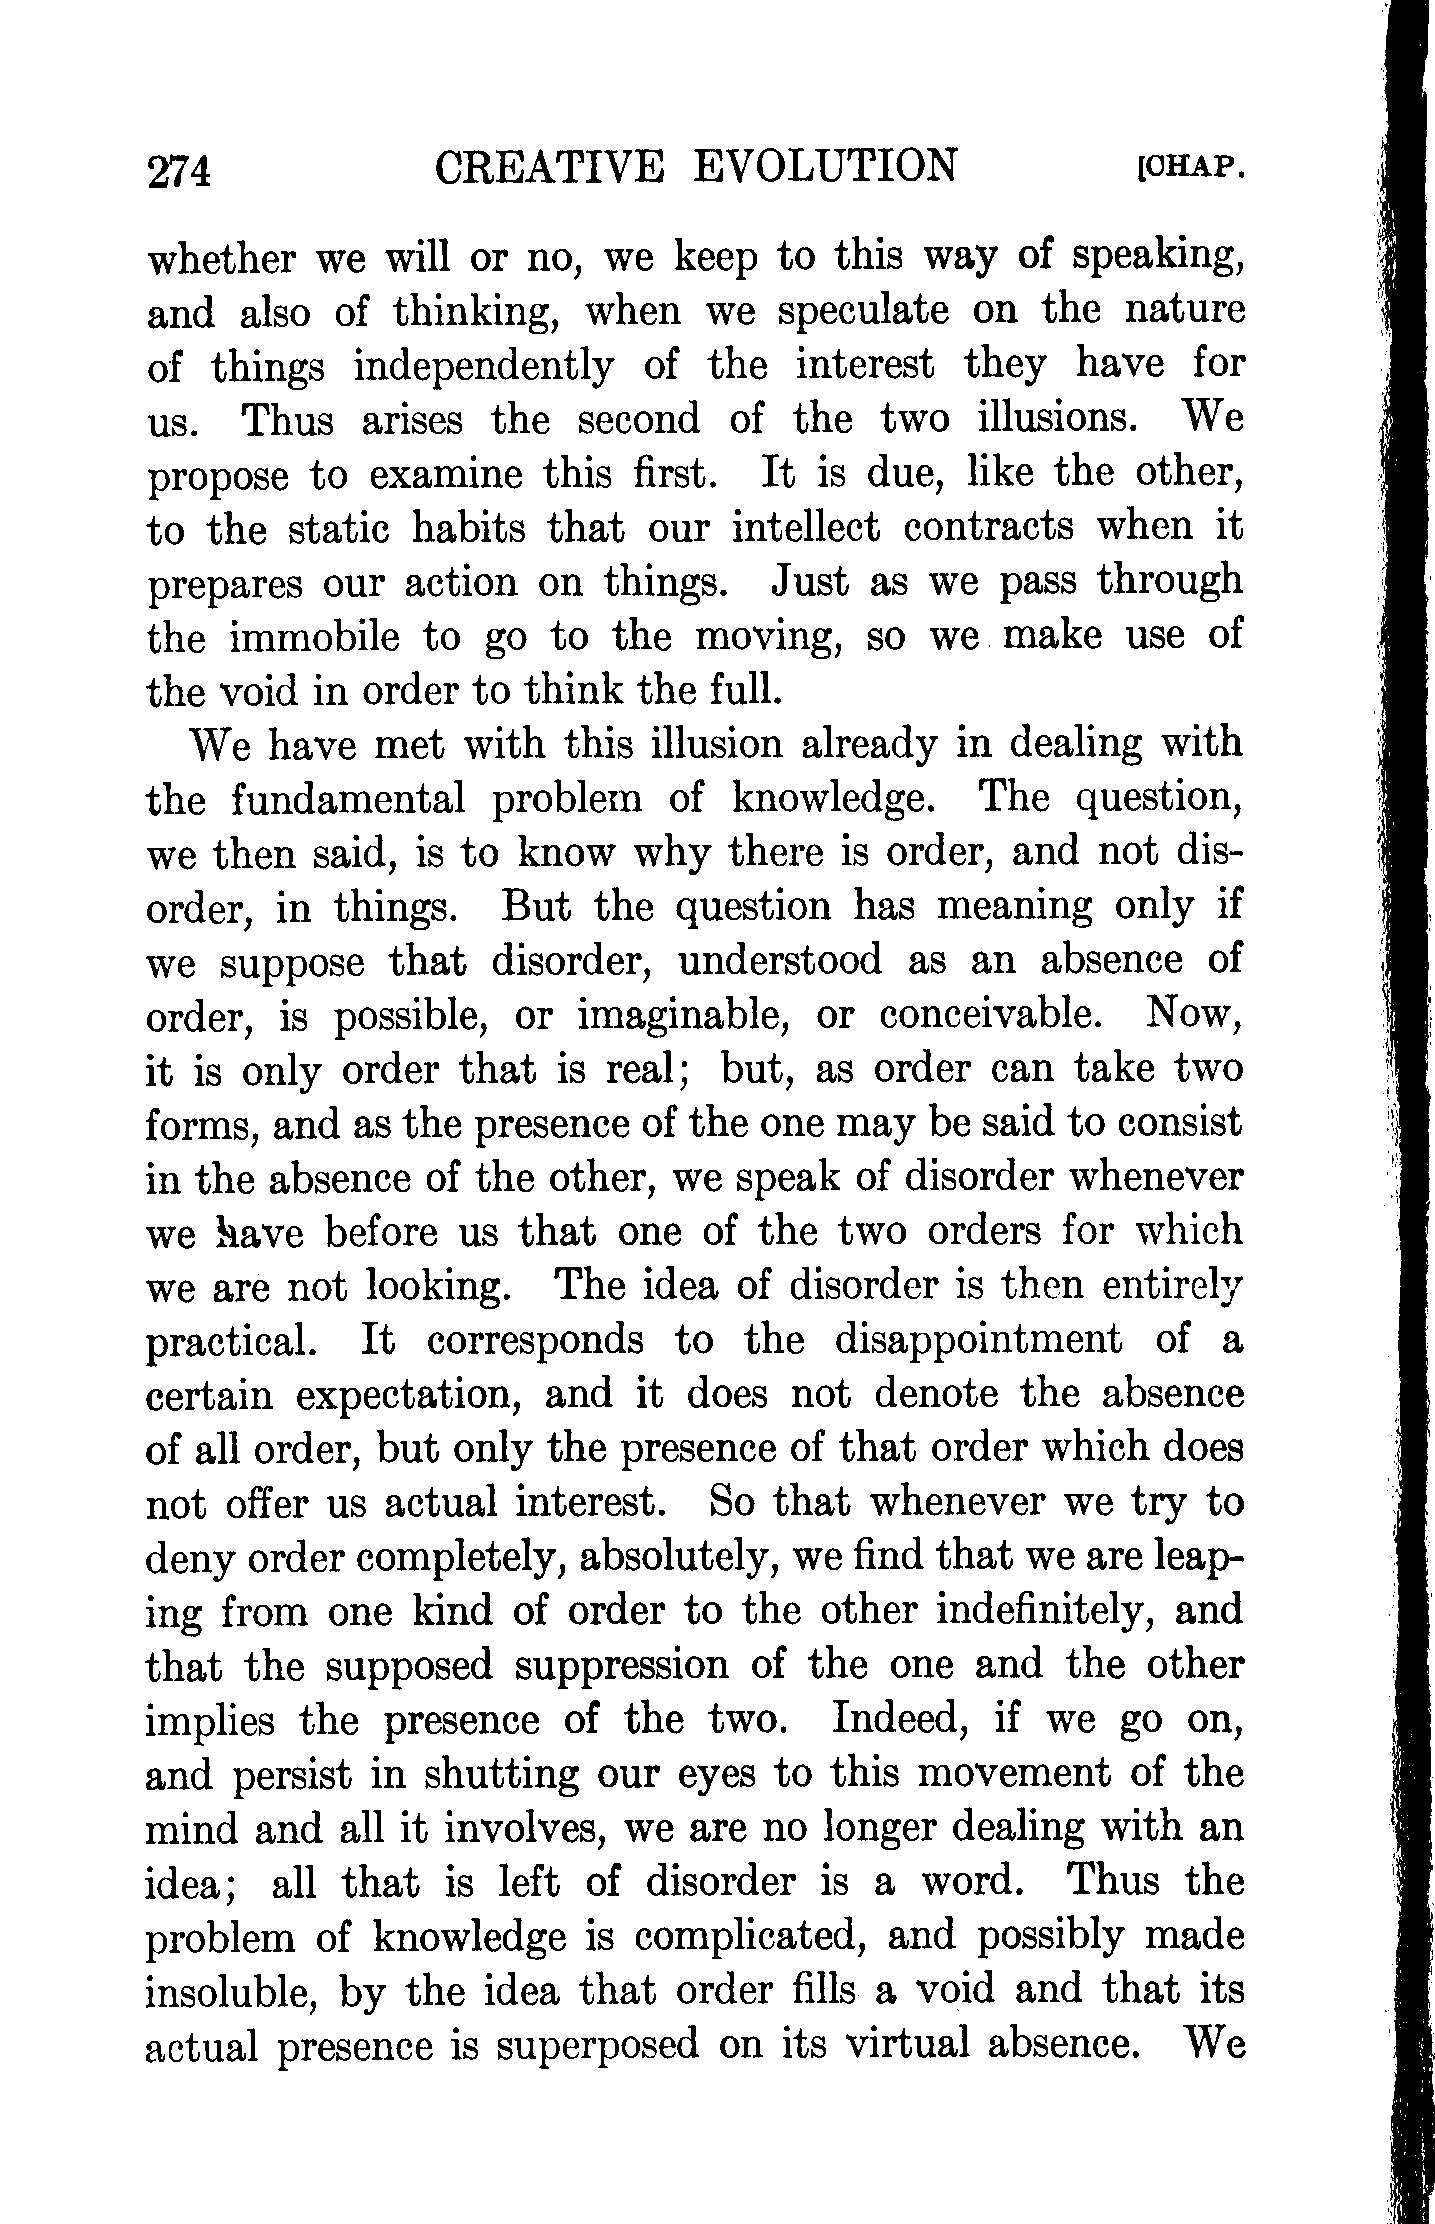 274 CREATIVE EVOLUTION [CHAP.
whether we will or no, we keep to this way of speaking,
and also of thinking, when we speculate on the nature
of things independently of the interest they have for
us. Thus arises the second of the two illusions. We
propose to examine this first. It is due, like the other,
to the static habits that our intellect contracts when it
prepares our action on things. Just as we pass through
the immobile to go to the moving, so we make use of
the void in order to think the full.
We have met with this illusion already in dealing with
the fundamental problem of knowledge. The question,
we then said, is to know why there is order, and not dis-
order, in things. But the question has meaning only if
we suppose that disorder, understood as an absence of
order, is possible, or imaginable, or conceivable. Now,
it is only order that is real; but, as order can take two
forms, and as the presence of the one may be said to consist
in the absence of the other, we speak of disorder whenever
we have before us that one of the two orders for which
we are not looking. The idea of disorder is then entirely
practical. It corresponds to the disappointment of a
certain expectation, and it does not denote the absence
of all order, but only the presence of that order which does
not offer us actual interest. So that whenever we try to
deny order completely, absolutely, we find that we are leap-
ing from one kind of order to the other indefinitely, and
that the supposed suppression of the one and the other
implies the presence of the two. Indeed, if we go on,
and persist in shutting our eyes to this movement of the
mind and all it involves, we are no longer dealing with an
idea; all that is left of disorder is a word. Thus the
problem of knowledge is complicated, and possibly made
insoluble, by the idea that order fills a void and that its
actual presence is superposed on its virtual absence. We